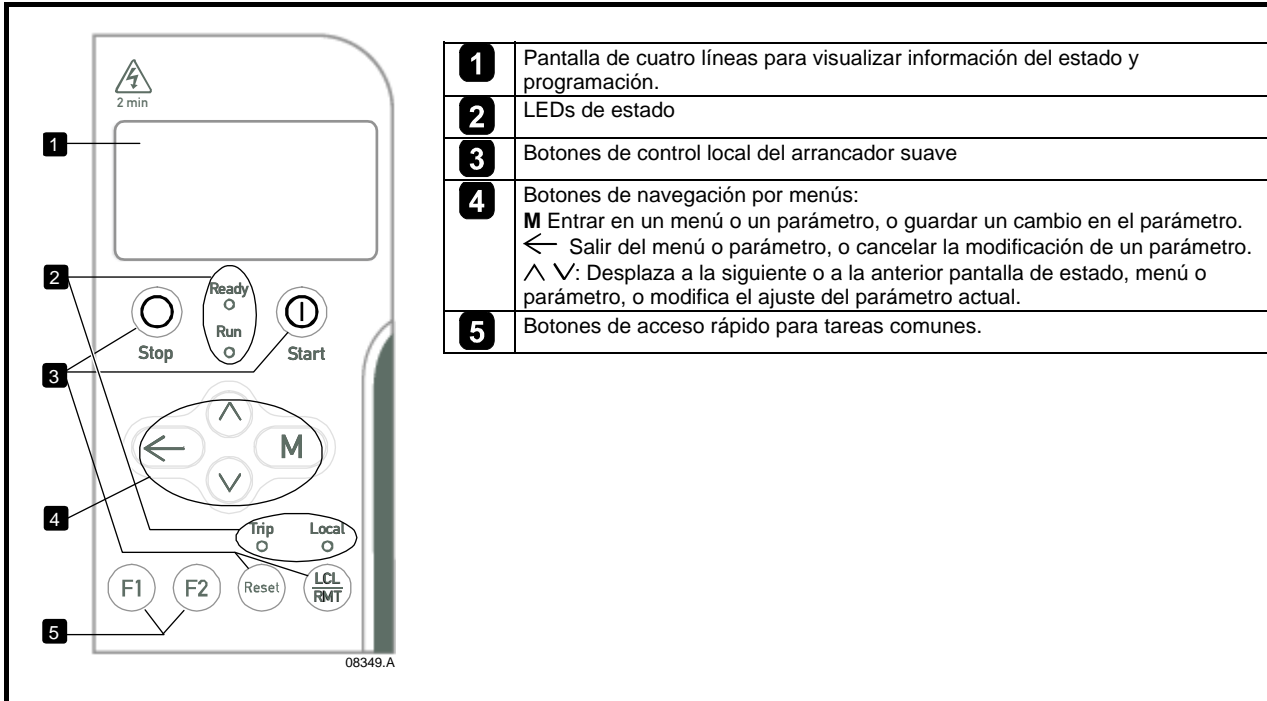 2 min
1
2
Ready
Run
Stop
Start
3
M
4
Trip Local
F1 F2 Reset LCL
RMT
5
08349.A
1 Pantalla de cuatro líneas para visualizar información del estado y
programación.
2 LEDs de estado
3 Botones de control local del arrancador suave
4 Botones de navegación por menús:
M Entrar en un menú o un parámetro, o guardar un cambio en el parámetro.
← Salir del menú o parámetro, o cancelar la modificación de un parámetro.
∧ ∨: Desplaza a la siguiente o a la anterior pantalla de estado, menú o
parámetro, o modifica el ajuste del parámetro actual.
5 Botones de acceso rápido para tareas comunes.